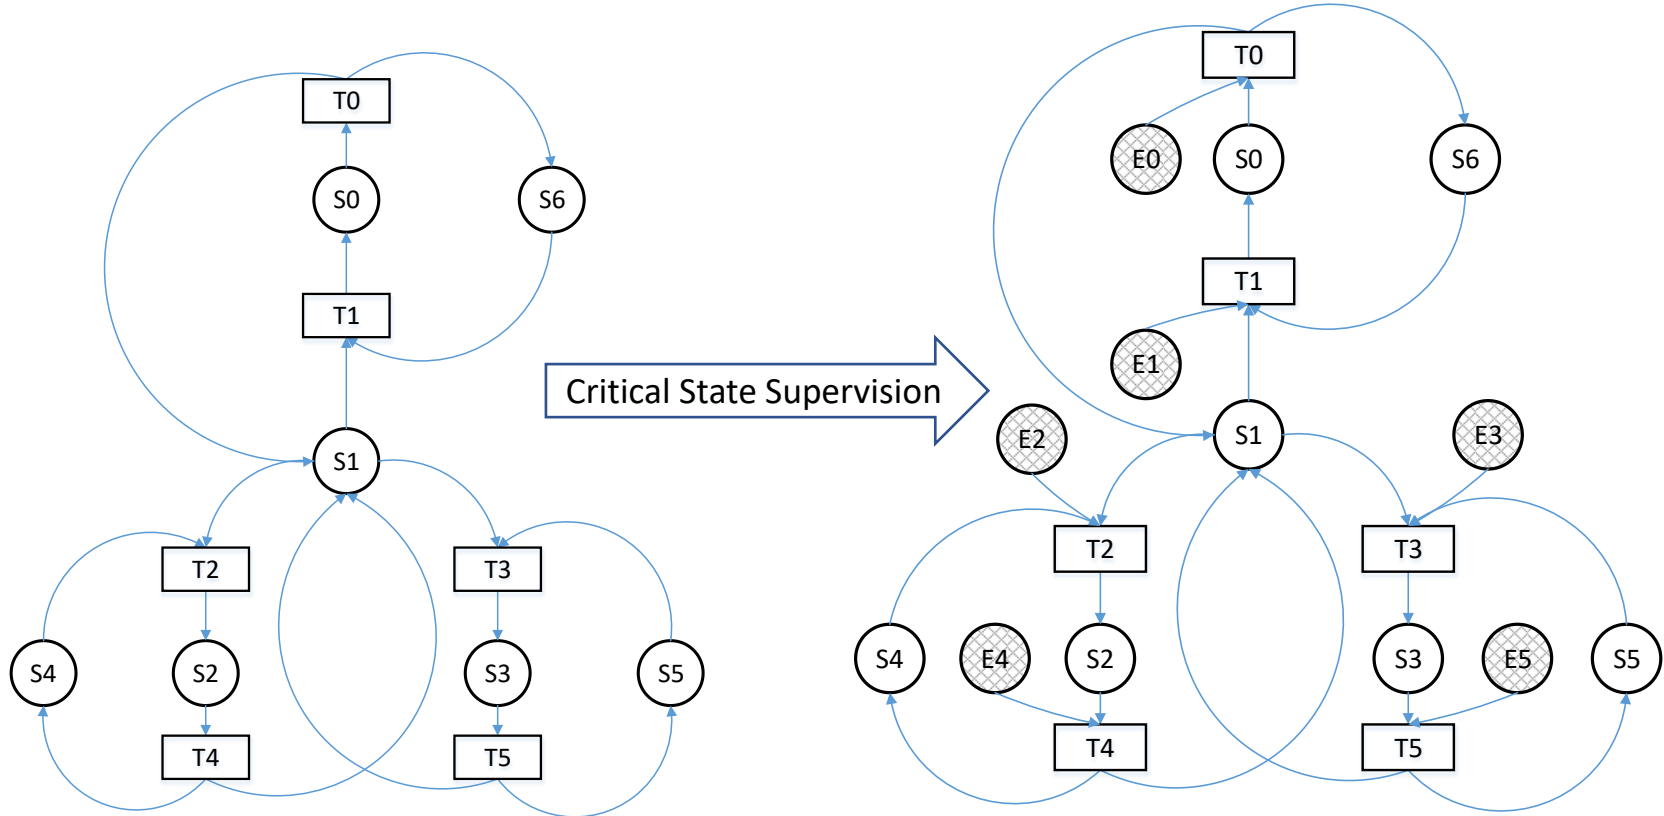 T0
S0
S6
T1
S1
T2
T3
S4
S2
S3
S5
T4
T5
Critical State Supervision
T0
E0
S0
S6
T1
E1
E2
S1
E3
T2
T3
S4
E4
S2
S3
E5
S5
T4
T5